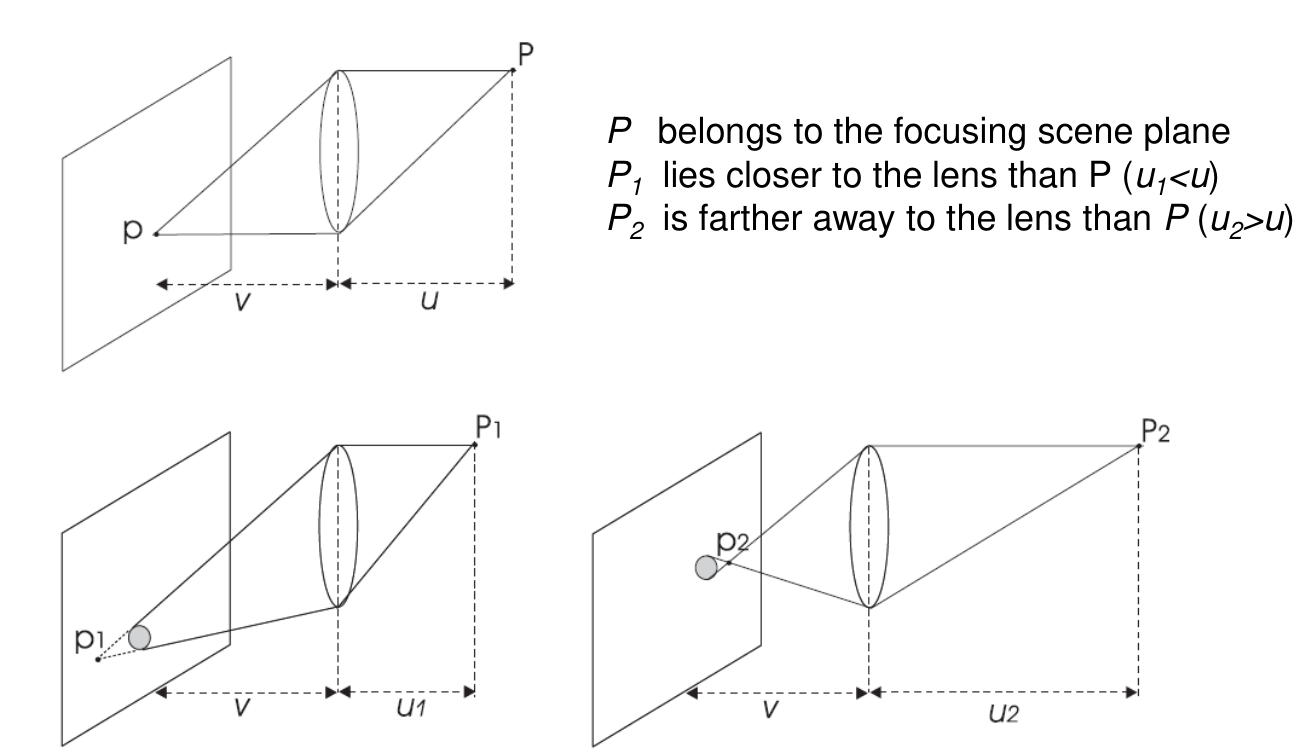 P
P belongs to the focusing scene plane
P1 lies closer to the lens than P (u1<u)
P2 is farther away to the lens than P (u2>u)
p
v
u
P1
p1
v
u1
P2
p2
v
u2